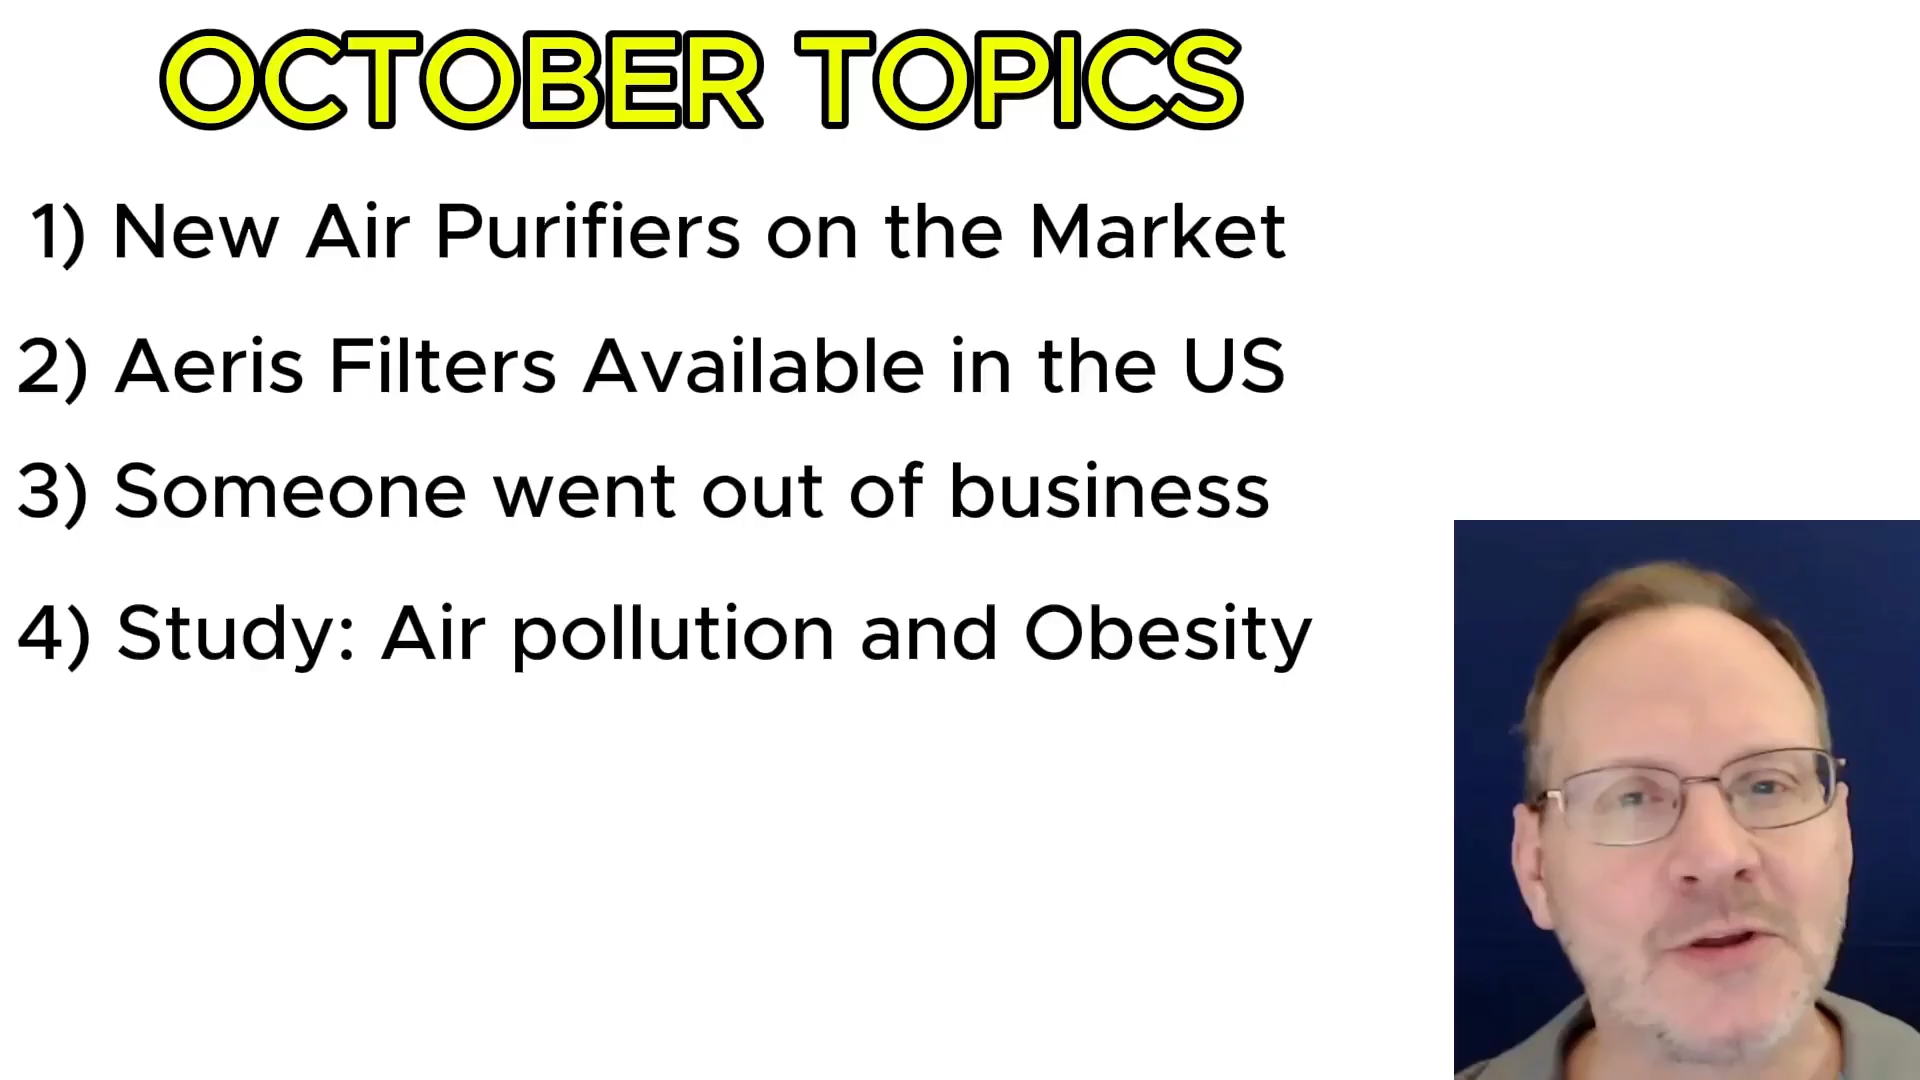 OCTOBER TOPICS
1) New Air Purifiers on the Market
2) Aeris Filters Available in the US
3) Someone went out of business
4) Study: Air pollution and Obesity